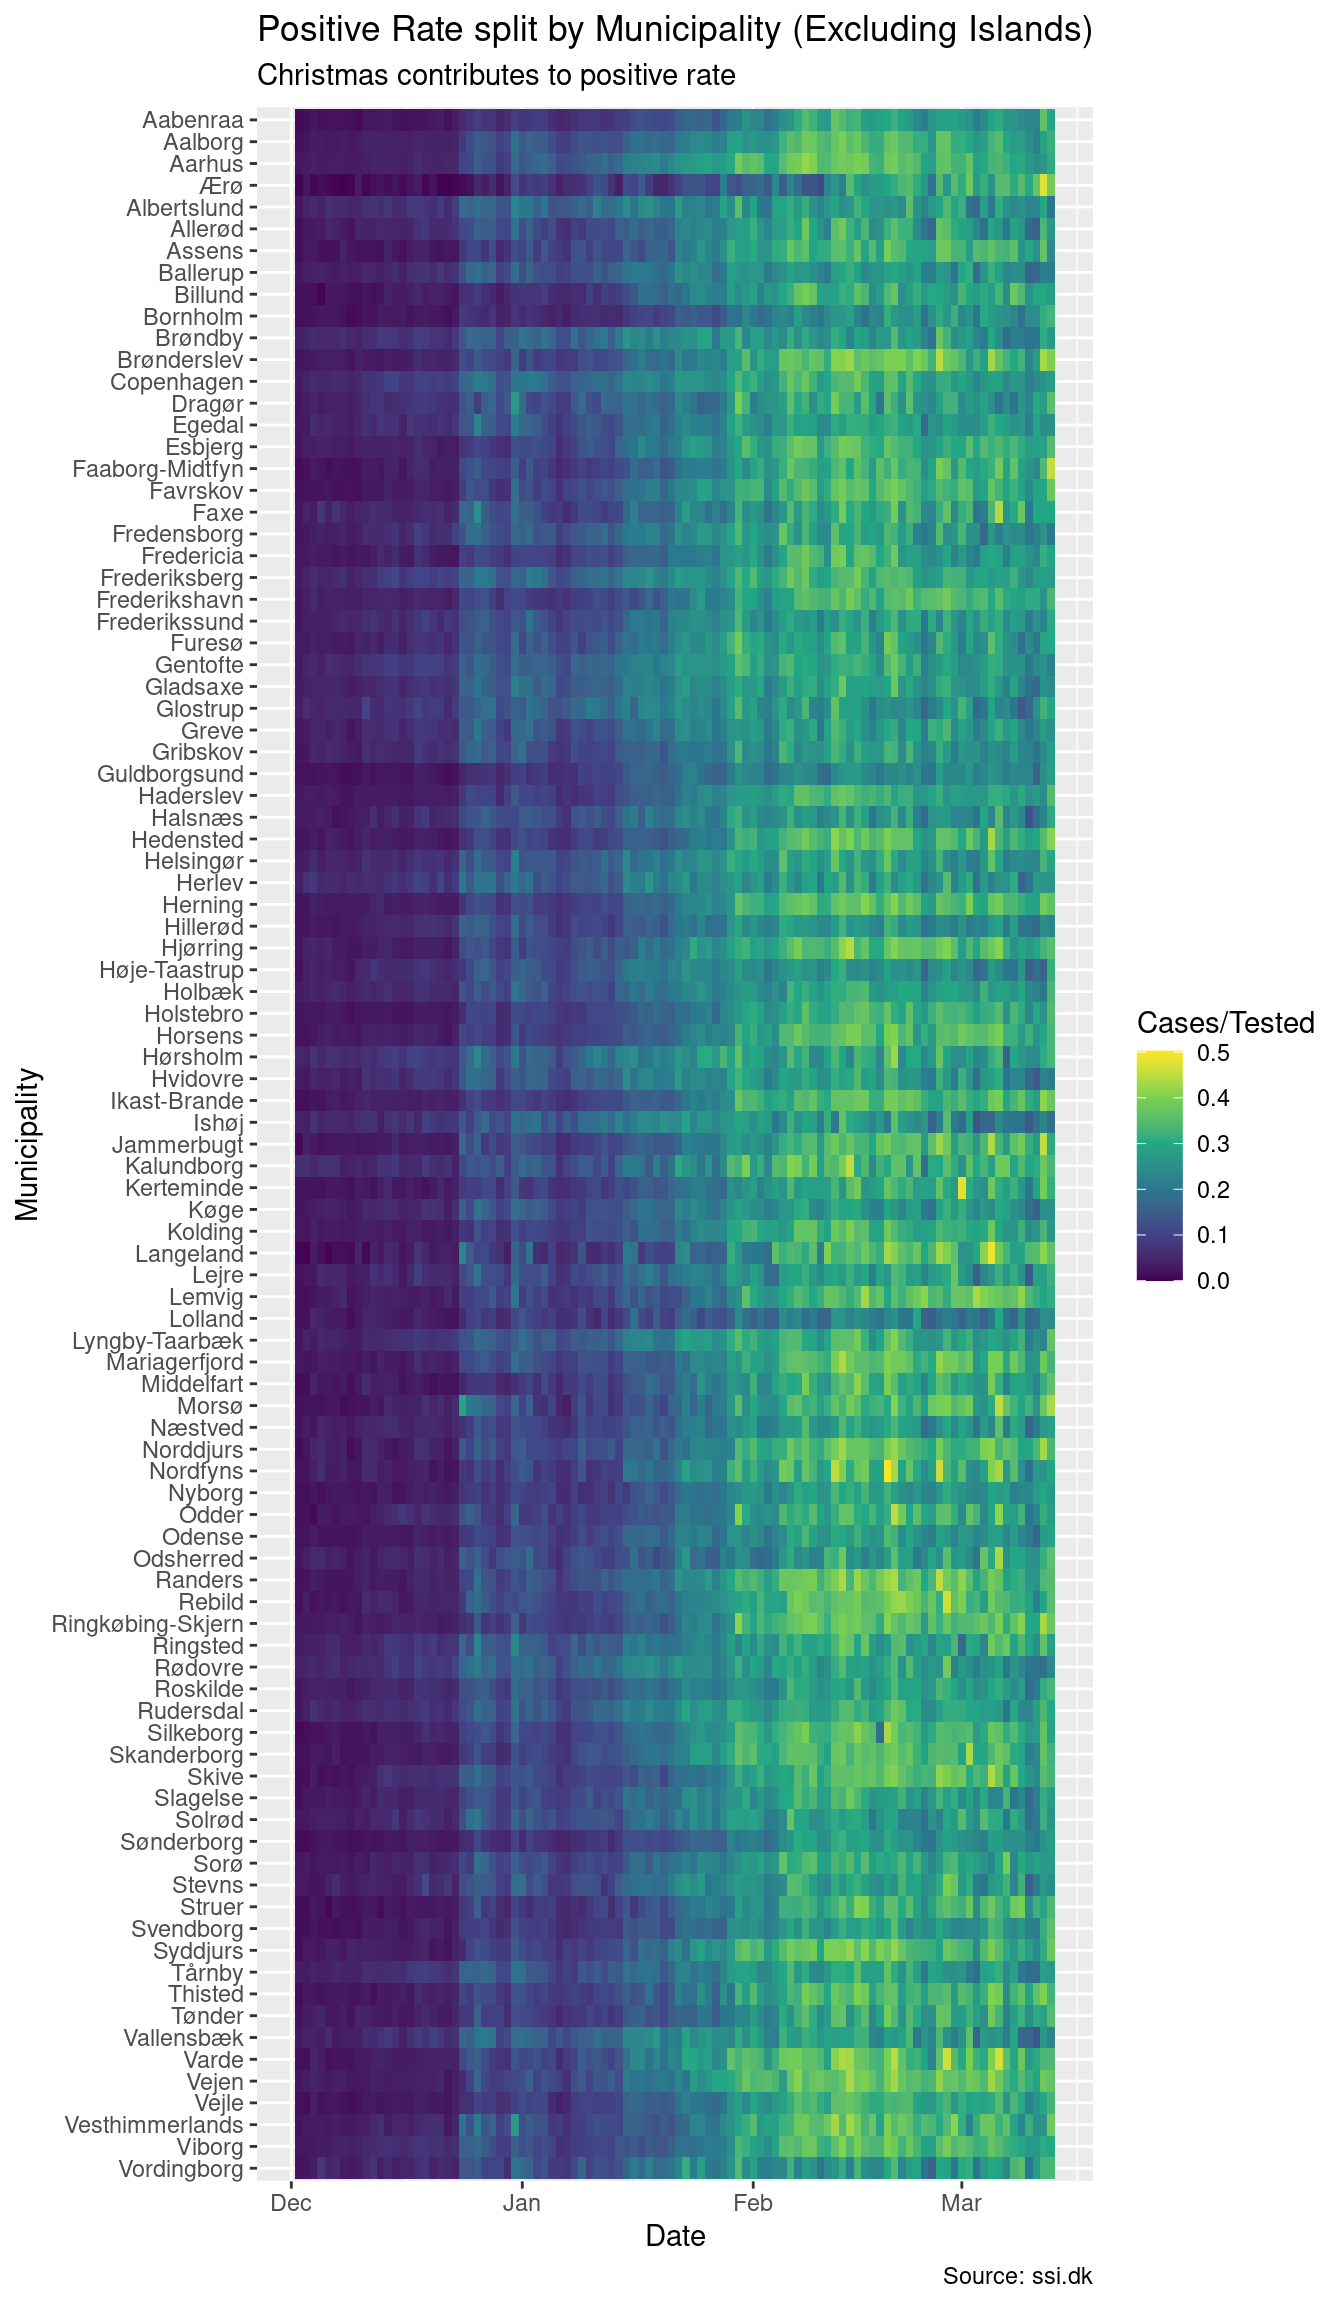 Positive Rate split by Municipality (Excluding Islands)
Christmas contributes to positive rate
Aabenraa
Aalborg
Aarhus
Ærø
Albertslund
Allerød
Assens
Ballerup
Billund
Bornholm
Brøndby
Brønderslev
Copenhagen
Dragør
Egedal
Esbjerg
Faaborg-Midtfyn
Favrskov
Faxe
Fredensborg
Fredericia
Frederiksberg
Frederikshavn
Frederikssund
Furesø
Gentofte
Gladsaxe
Glostrup
Greve
Gribskov
Guldborgsund
Haderslev
Halsnæs
Hedensted
Helsingør
Herlev
Herning
Hillerød
Hjørring
Høje-Taastrup
Holbæk
Holstebro
Horsens
Hørsholm
Hvidovre
Ikast-Brande
Ishøj
Jammerbugt
Kalundborg
Kerteminde
Køge
Kolding
Langeland
Lejre
Lemvig
Lolland
Lyngby-Taarbæk
Mariagerfjord
Middelfart
Morsø
Næstved
Norddjurs
Nordfyns
Nyborg
Odder
Odense
Odsherred
Randers
Rebild
Ringkøbing-Skjern
Ringsted
Rødovre
Roskilde
Rudersdal
Silkeborg
Skanderborg
Skive
Slagelse
Solrød
Sønderborg
Sorø
Stevns
Struer
Svendborg
Syddjurs
Tårnby
Thisted
Tønder
Vallensbæk
Varde
Vejen
Vejle
Vesthimmerlands
Viborg
Vordingborg
Municipality
Dec Jan Feb Mar
Date
Cases/Tested
0.5
0.4
0.3
0.2
0.1
0.0
Source: ssi.dk